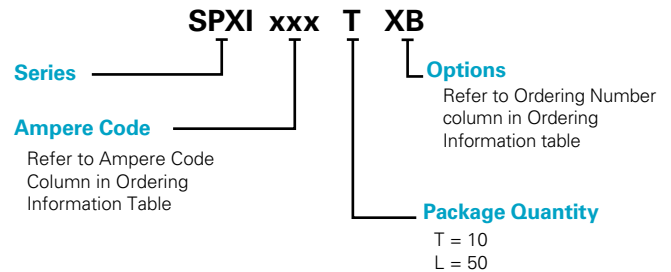 SPXI xxx T XB
Series
Ampere Code
Refer to Ampere Code
Column in Ordering
Information Table
Options
Refer to Ordering Number
column in Ordering
Information table
Package Quantity
T = 10
L = 50